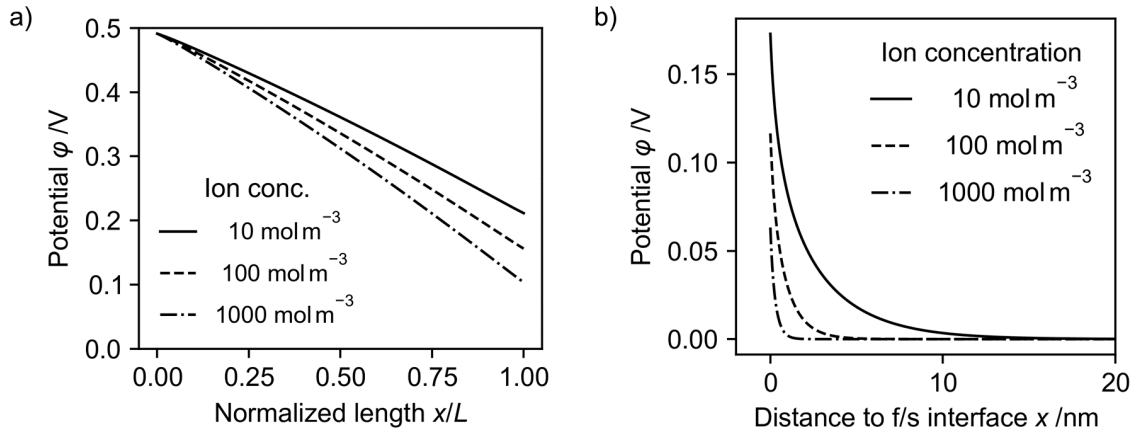 a)
0.5
0.4
0.3
0.2
0.1
0.0
Potential φ /V
Ion conc.
10 mol m⁻³
100 mol m⁻³
1000 mol m⁻³
0.00 0.25 0.50 0.75 1.00
Normalized length x/L
b)
0.15
0.10
0.05
0.00
Potential φ /V
Ion concentration
10 mol m⁻³
100 mol m⁻³
1000 mol m⁻³
0 10 20
Distance to f/s interface x /nm